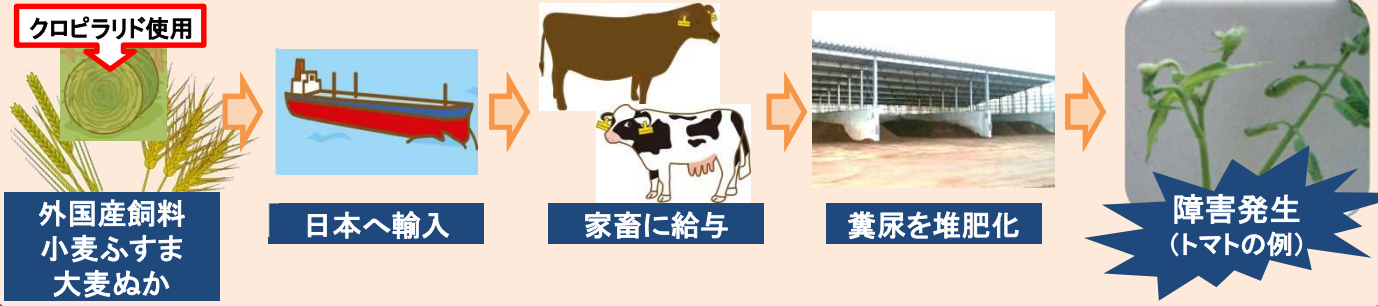 クロピラリド使用
外国産飼料
小麦ふすま
大麦ぬか
日本へ輸入
家畜に給与
糞尿を堆肥化
障害発生
（トマトの例）